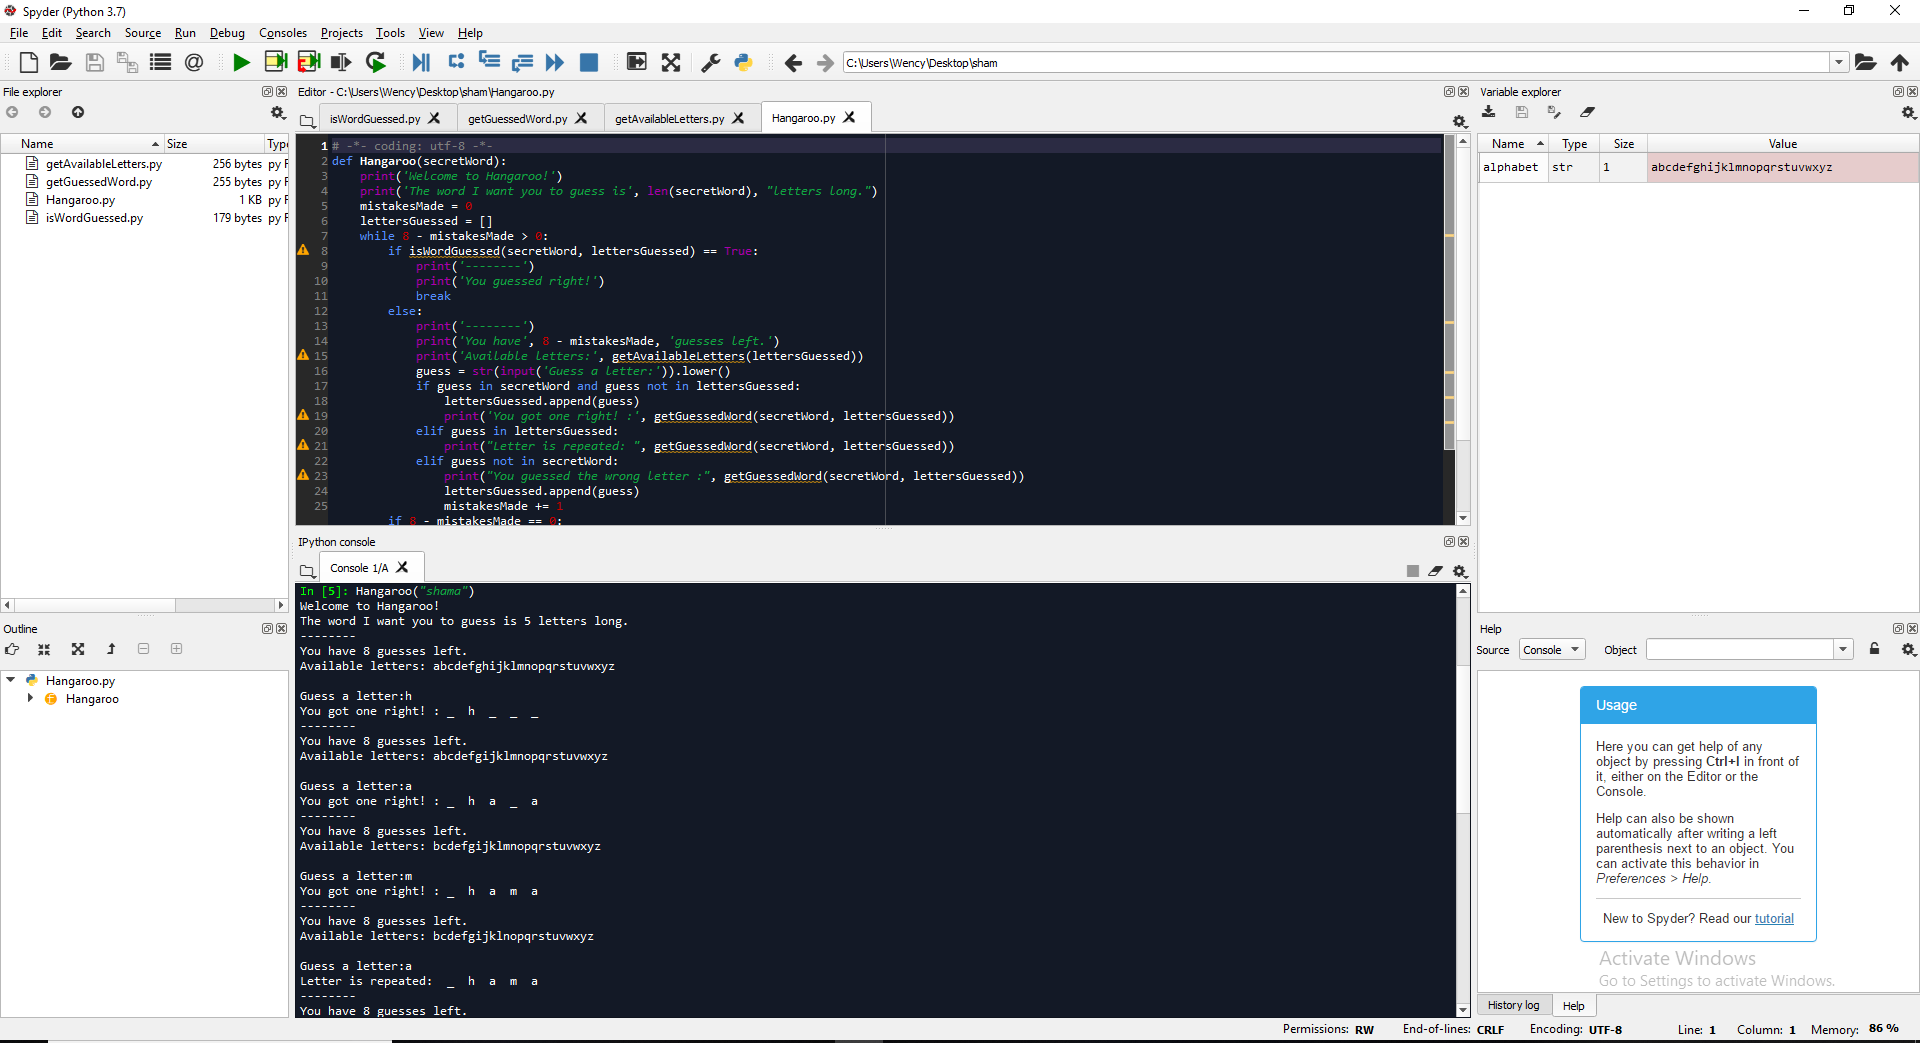 Spyder (Python 3.7)
File Edit Search Source Run Debug Consoles Projects Tools View Help
C:\Users\Wency\Desktop\sham
File explorer
Name Size Type
getAvailableLetters.py 256 bytes py F
getGuessedWord.py 255 bytes py F
Hangaroo.py 1 KB py F
isWordGuessed.py 179 bytes py F
Outline
Hangaroo.py
Hangaroo
Editor - C:\Users\Wency\Desktop\sham\Hangaroo.py
isWordGuessed.py getGuessedWord.py getAvailableLetters.py Hangaroo.py
1 # -*- coding: utf-8 -*-
2 def Hangaroo(secretWord):
3 print('Welcome to Hangaroo!')
4 print('The word I want you to guess is', len(secretWord), "letters long.")
5 mistakesMade = 0
6 lettersGuessed = []
7 while 8 - mistakesMade > 0:
8 if isWordGuessed(secretWord, lettersGuessed) == True:
9 print('--------')
10 print('You guessed right!')
11 break
12 else:
13 print('--------')
14 print('You have', 8 - mistakesMade, 'guesses left.')
15 print('Available letters:', getAvailableLetters(lettersGuessed))
16 guess = str(input('Guess a letter:')).lower()
17 if guess in secretWord and guess not in lettersGuessed:
18 lettersGuessed.append(guess)
19 print('You got one right! :', getGuessedWord(secretWord, lettersGuessed))
20 elif guess in lettersGuessed:
21 print("Letter is repeated: ", getGuessedWord(secretWord, lettersGuessed))
22 elif guess not in secretWord:
23 print("You guessed the wrong letter :", getGuessedWord(secretWord, lettersGuessed))
24 lettersGuessed.append(guess)
25 mistakesMade += 1
if 8 - mistakesMade == 0:
IPython console
Console 1/A
In [5]: Hangaroo("shama")
Welcome to Hangaroo!
The word I want you to guess is 5 letters long.
--------
You have 8 guesses left.
Available letters: abcdefghijklmnopqrstuvwxyz
Guess a letter:h
You got one right! : _ h _ _ _
--------
You have 8 guesses left.
Available letters: abcdefgijklmnopqrstuvwxyz
Guess a letter:a
You got one right! : _ h a _ a
--------
You have 8 guesses left.
Available letters: bcdefgijklmnopqrstuvwxyz
Guess a letter:m
You got one right! : _ h a m a
--------
You have 8 guesses left.
Available letters: bcdefgijklnopqrstuvwxyz
Guess a letter:a
Letter is repeated: _ h a m a
--------
You have 8 guesses left.
Variable explorer
Name Type Size Value
alphabet str 1 abcdefghijklmnopqrstuvwxyz
Help
Source Console Object
Usage
Here you can get help of any
object by pressing Ctrl+I in front of
it, either on the Editor or the
Console.
Help can also be shown
automatically after writing a left
parenthesis next to an object. You
can activate this behavior in
Preferences > Help.
New to Spyder? Read our tutorial
Activate Windows
Go to Settings to activate Windows.
History log Help
Permissions: RW End-of-lines: CRLF Encoding: UTF-8 Line: 1 Column: 1 Memory: 86 %